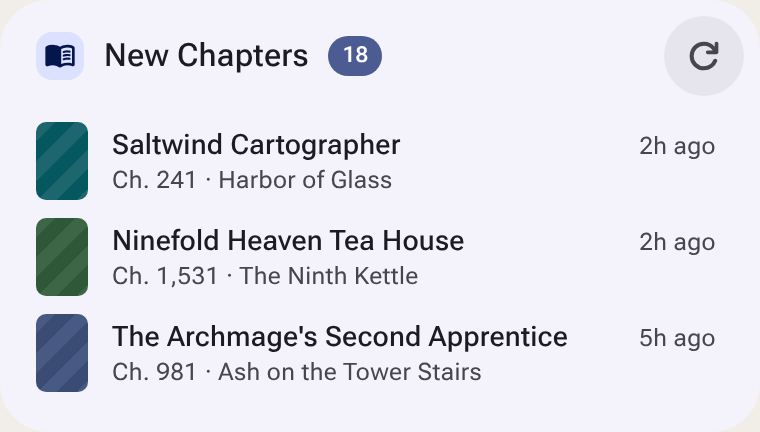 New Chapters 18
Saltwind Cartographer 2h ago
Ch. 241 · Harbor of Glass
Ninefold Heaven Tea House 2h ago
Ch. 1,531 · The Ninth Kettle
The Archmage's Second Apprentice 5h ago
Ch. 981 · Ash on the Tower Stairs